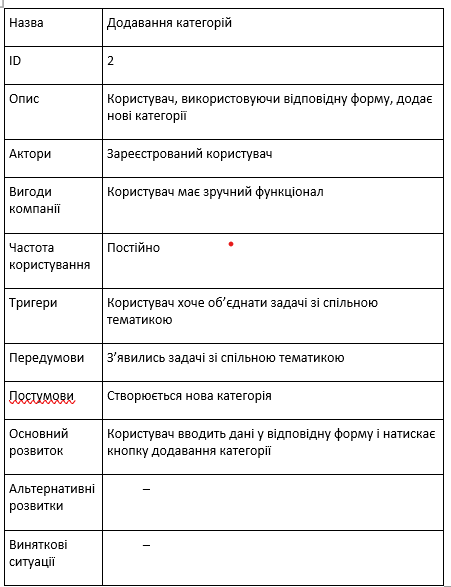 Назва
Додавання категорій
ID
2
Опис
Користувач, використовуючи відповідну форму, додає
нові категорії
Актори
Зареєстрований користувач
Вигоди
компанії
Користувач має зручний функціонал
Частота
користування
Постійно
Тригери
Користувач хоче об’єднати задачі зі спільною
тематикою
Передумови
З’явились задачі зі спільною тематикою
Постумови
Створюється нова категорія
Основний
розвиток
Користувач вводить дані у відповідну форму і натискає
кнопку додавання категорії
Альтернативні
розвитки
–
Виняткові
ситуації
–